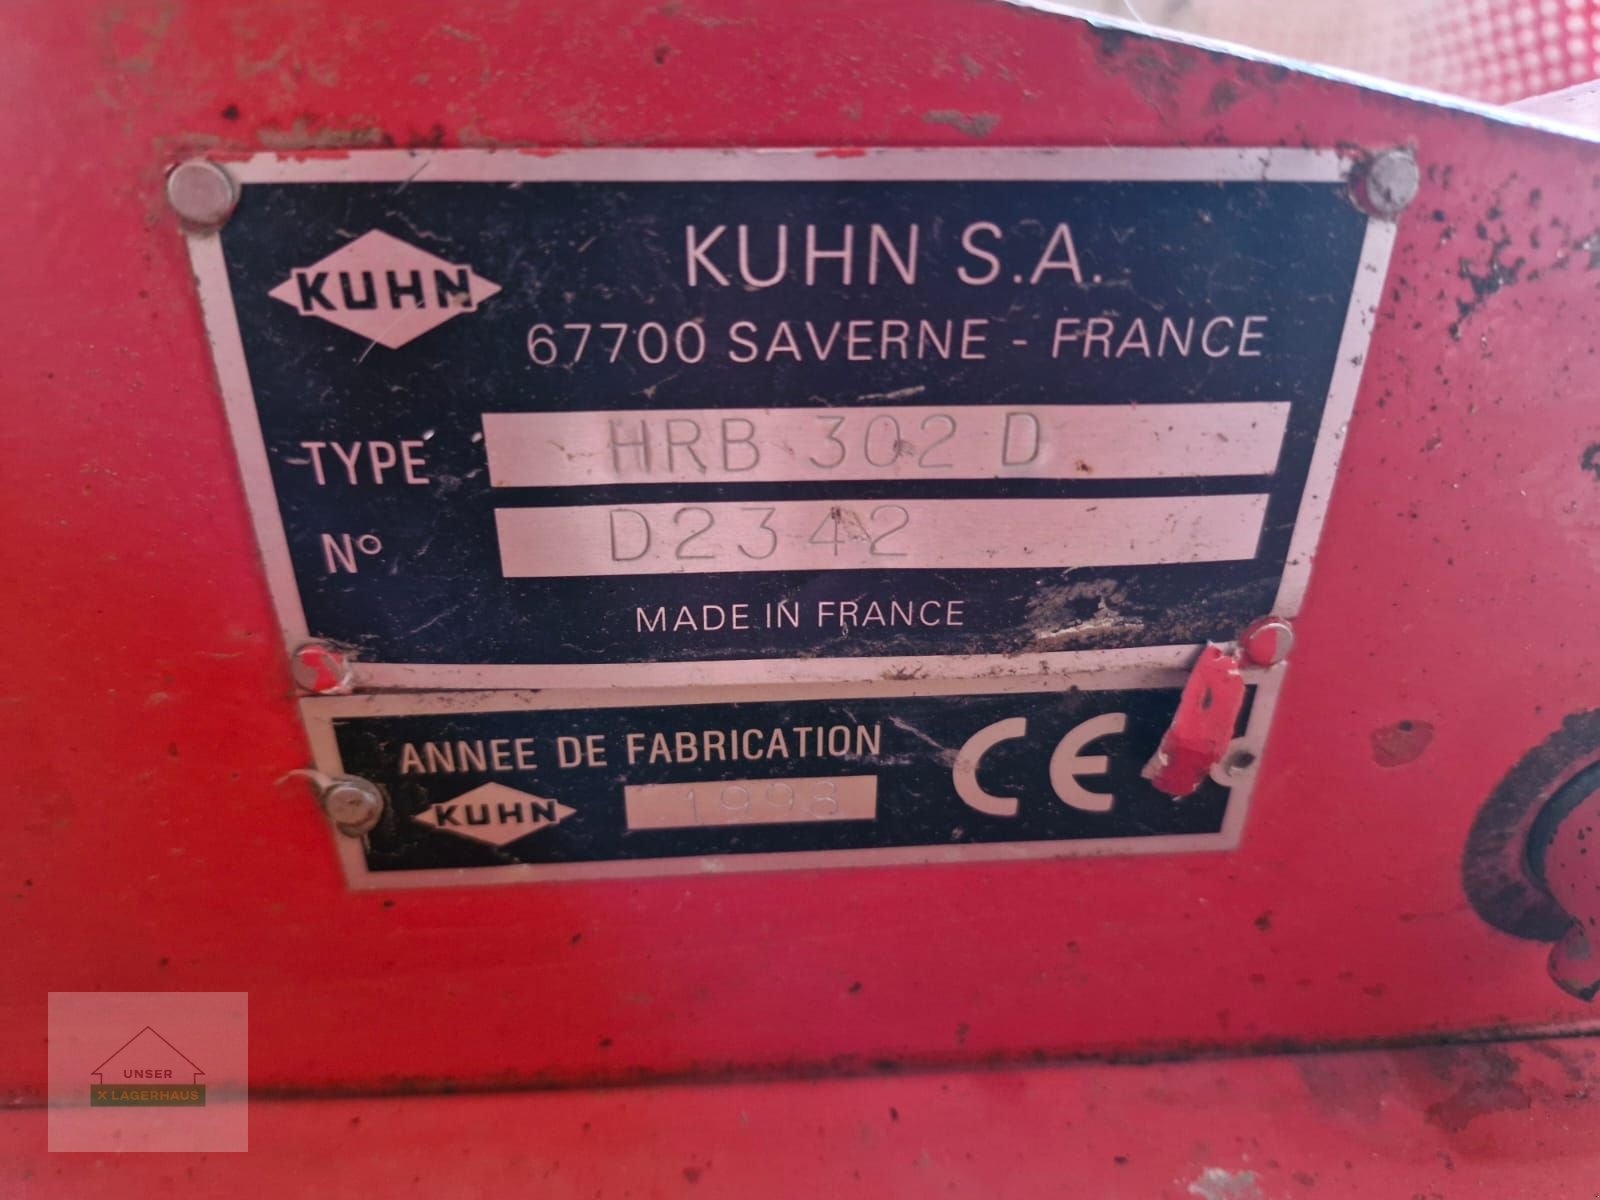 KUHN
KUHN S.A.
67700 SAVERNE - FRANCE
TYPE HRB 302 D
N° D2342
MADE IN FRANCE
ANNEE DE FABRICATION
KUHN 1998
CE
UNSER
X LAGERHAUS